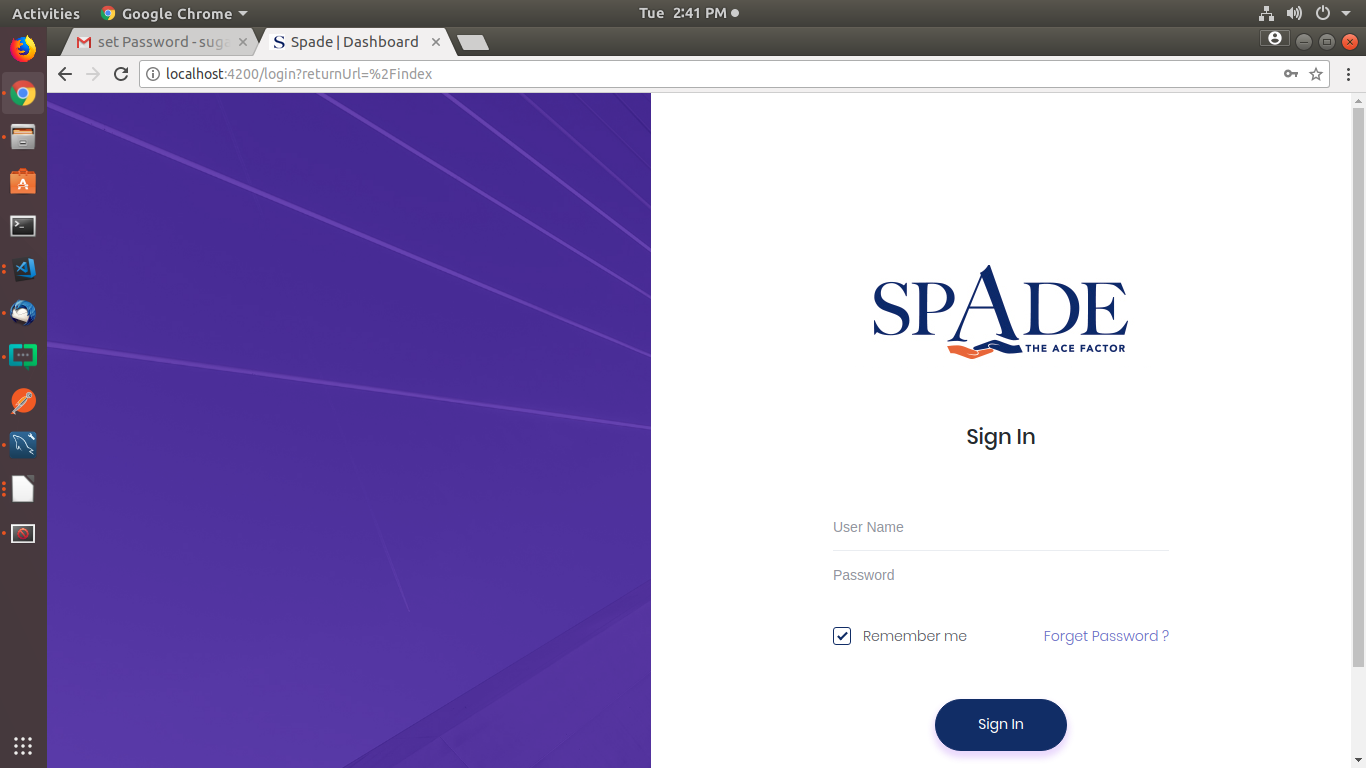 Activities Google Chrome Tue 2:41 PM
set Password - suga Spade | Dashboard
localhost:4200/login?returnUrl=%2Findex
SPADE
THE ACE FACTOR
Sign In
User Name
Password
Remember me Forget Password ?
Sign In